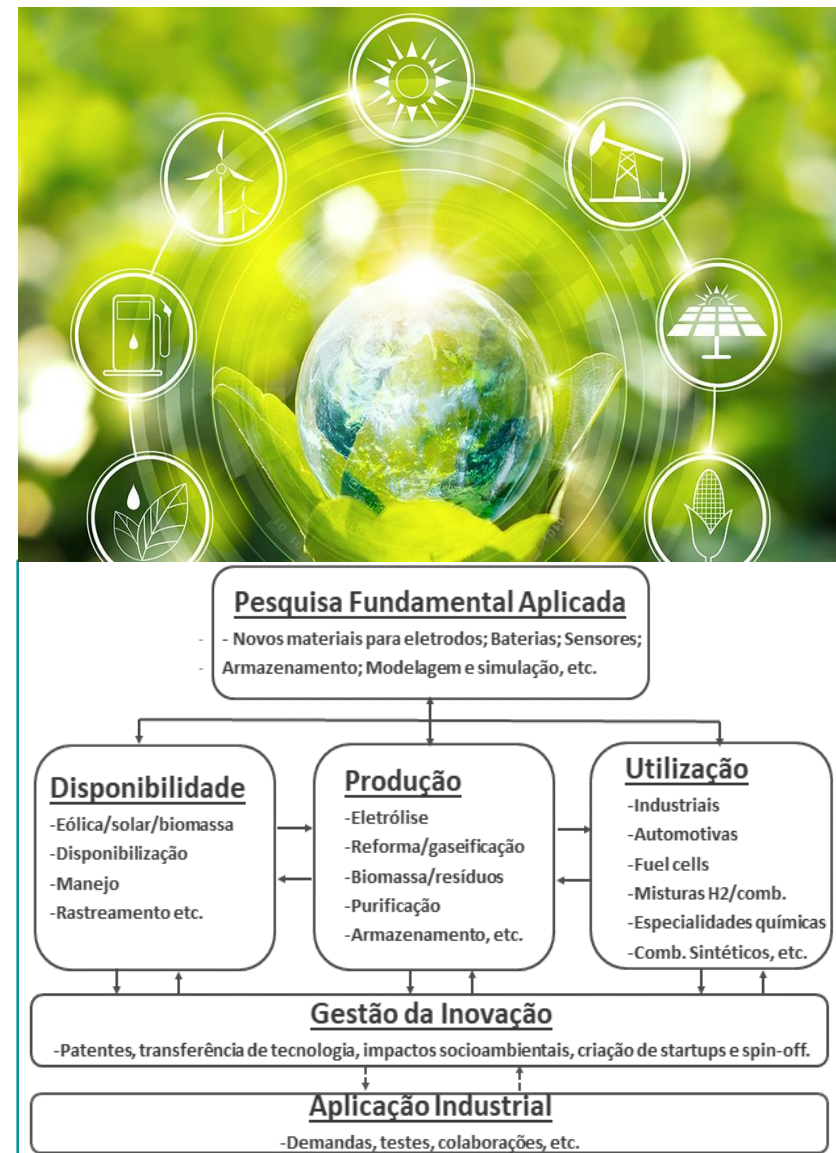 Pesquisa Fundamental Aplicada
- - Novos materiais para eletrodos; Baterias; Sensores;
- Armazenamento; Modelagem e simulação, etc.
Disponibilidade
-Eólica/solar/biomassa
-Disponibilização
-Manejo
-Rastreamento etc.
Produção
-Eletrólise
-Reforma/gaseificação
-Biomassa/resíduos
-Purificação
-Armazenamento, etc.
Utilização
-Industriais
-Automotivas
-Fuel cells
-Misturas H2/comb.
-Especialidades químicas
-Comb. Sintéticos, etc.
Gestão da Inovação
-Patentes, transferência de tecnologia, impactos socioambientais, criação de startups e spin-off.
Aplicação Industrial
-Demandas, testes, colaborações, etc.